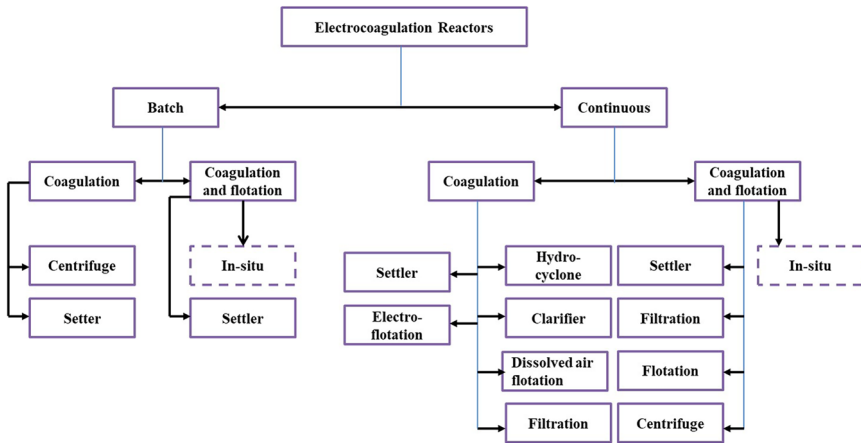 Electrocoagulation Reactors
Batch
Continuous
Coagulation
Coagulation
and flotation
Coagulation
Coagulation
and flotation
Centrifuge
In-situ
Settler
Hydro-
cyclone
Settler
In-situ
Setter
Settler
Electro-
flotation
Clarifier
Filtration
Dissolved air
flotation
Flotation
Filtration
Centrifuge